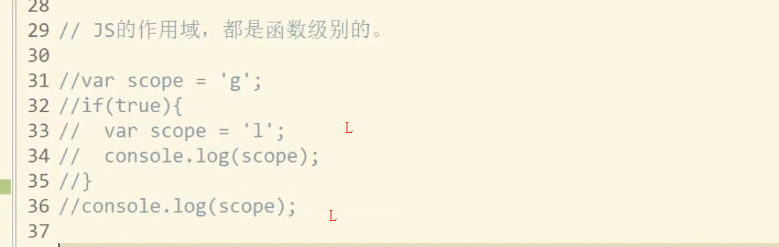 28
29 // JS的作用域，都是函数级别的。
30
31 //var scope = 'g';
32 //if(true){
33 //  var scope = 'l'; L
34 //  console.log(scope);
35 //}
36 //console.log(scope); L
37